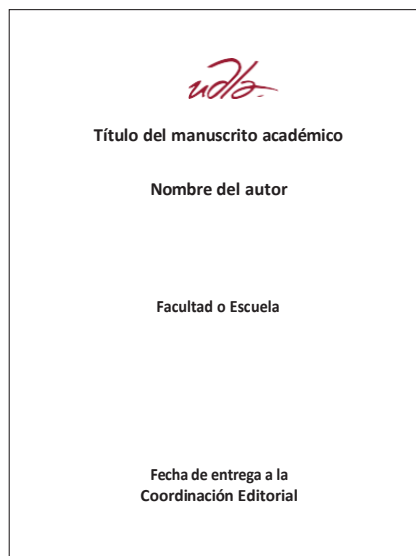 udla-
Título del manuscrito académico
Nombre del autor
Facultad o Escuela
Fecha de entrega a la
Coordinación Editorial